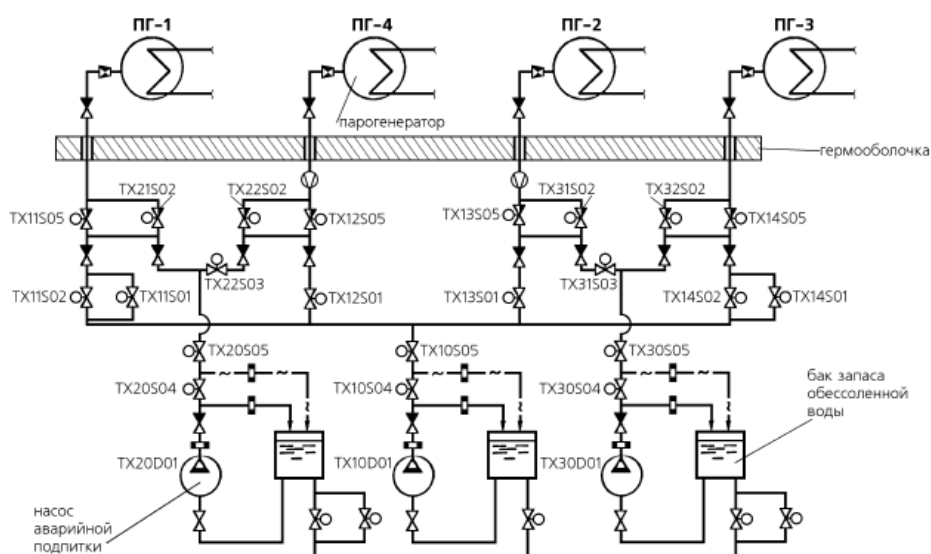 ПГ-1
ПГ-4
ПГ-2
ПГ-3
парогенератор
гермооболочка
TX21S02
TX22S02
TX31S02
TX32S02
TX11S05
TX12S05
TX13S05
TX14S05
TX22S03
TX31S03
TX11S02
TX11S01
TX12S01
TX13S01
TX14S02
TX14S01
TX20S05
TX10S05
TX30S05
TX20S04
TX10S04
TX30S04
бак запаса
обессоленной
воды
TX20D01
TX10D01
TX30D01
насос
аварийной
подпитки